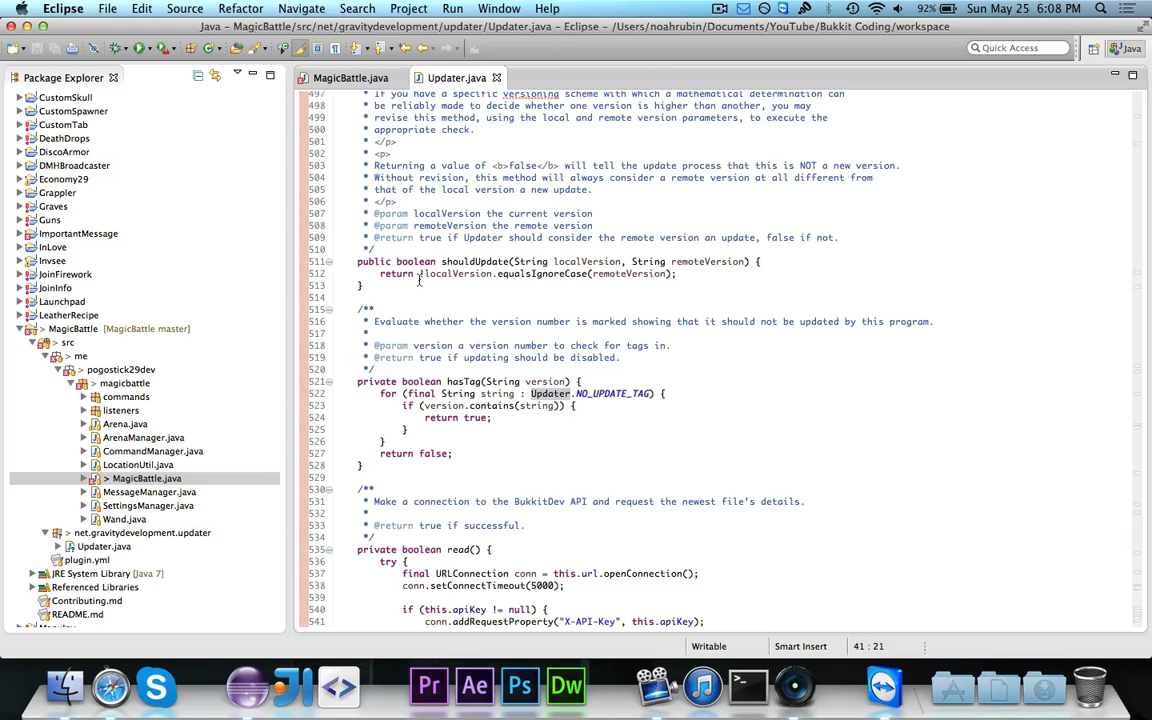 Eclipse File Edit Source Refactor Navigate Search Project Run Window Help 92% Sun May 25 6:08 PM
Java – MagicBattle/src/net/gravitydevelopment/updater/Updater.java – Eclipse – /Users/noahrubin/Documents/YouTube/Bukkit Coding/workspace
Quick Access Java
Package Explorer
CustomSkull
CustomSpawner
CustomTab
DeathDrops
DiscoArmor
DMHBroadcaster
Economy29
Grappler
Graves
Guns
ImportantMessage
InLove
Invsee
JoinFirework
JoinInfo
Launchpad
LeatherRecipe
MagicBattle [MagicBattle master]
src
me
pogostick29dev
magicbattle
commands
listeners
Arena.java
ArenaManager.java
CommandManager.java
LocationUtil.java
> MagicBattle.java
MessageManager.java
SettingsManager.java
Wand.java
net.gravitydevelopment.updater
Updater.java
plugin.yml
JRE System Library [Java 7]
Referenced Libraries
Contributing.md
README.md
MagicBattle.java Updater.java
497 * If you have a specific versioning scheme with which a mathematical determination can
498 * be reliably made to decide whether one version is higher than another, you may
499 * revise this method, using the local and remote version parameters, to execute the
500 * appropriate check.
501 * </p>
502 * <p>
503 * Returning a value of <b>false</b> will tell the update process that this is NOT a new version.
504 * Without revision, this method will always consider a remote version at all different from
505 * that of the local version a new update.
506 * </p>
507 * @param localVersion the current version
508 * @param remoteVersion the remote version
509 * @return true if Updater should consider the remote version an update, false if not.
510 */
511 public boolean shouldUpdate(String localVersion, String remoteVersion) {
512 return !localVersion.equalsIgnoreCase(remoteVersion);
513 }
514
515 /**
516 * Evaluate whether the version number is marked showing that it should not be updated by this program.
517 *
518 * @param version a version number to check for tags in.
519 * @return true if updating should be disabled.
520 */
521 private boolean hasTag(String version) {
522 for (final String string : Updater.NO_UPDATE_TAG) {
523 if (version.contains(string)) {
524 return true;
525 }
526 }
527 return false;
528 }
529
530 /**
531 * Make a connection to the BukkitDev API and request the newest file's details.
532 *
533 * @return true if successful.
534 */
535 private boolean read() {
536 try {
537 final URLConnection conn = this.url.openConnection();
538 conn.setConnectTimeout(5000);
539
540 if (this.apiKey != null) {
541 conn.addRequestProperty("X-API-Key", this.apiKey);
Writable Smart Insert 41 : 21
Pr Ae Ps Dw